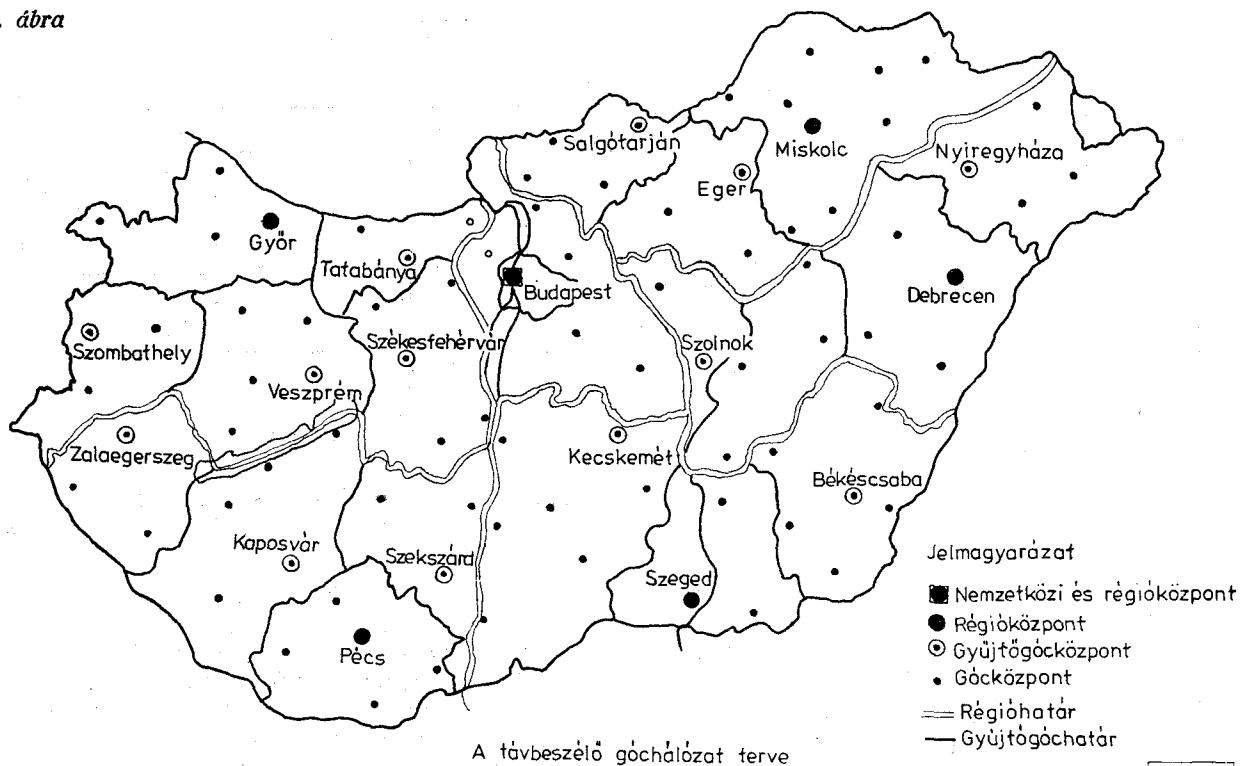 . ábra
Salgótarján
Miskolc
Nyiregyháza
Eger
Győr
Tatabánya
Budapest
Debrecen
Szombathely
Székesfehérvár
Szolnok
Veszprém
Zalaegerszeg
Kecskemét
Békéscsaba
Kaposvár
Szekszárd
Szeged
Pécs
Jelmagyarázat
Nemzetközi és régióközpont
Régióközpont
Gyűjtőgócközpont
Gócközpont
Régióhatár
Gyűjtőgóchatár
A távbeszélő góchálózat terve